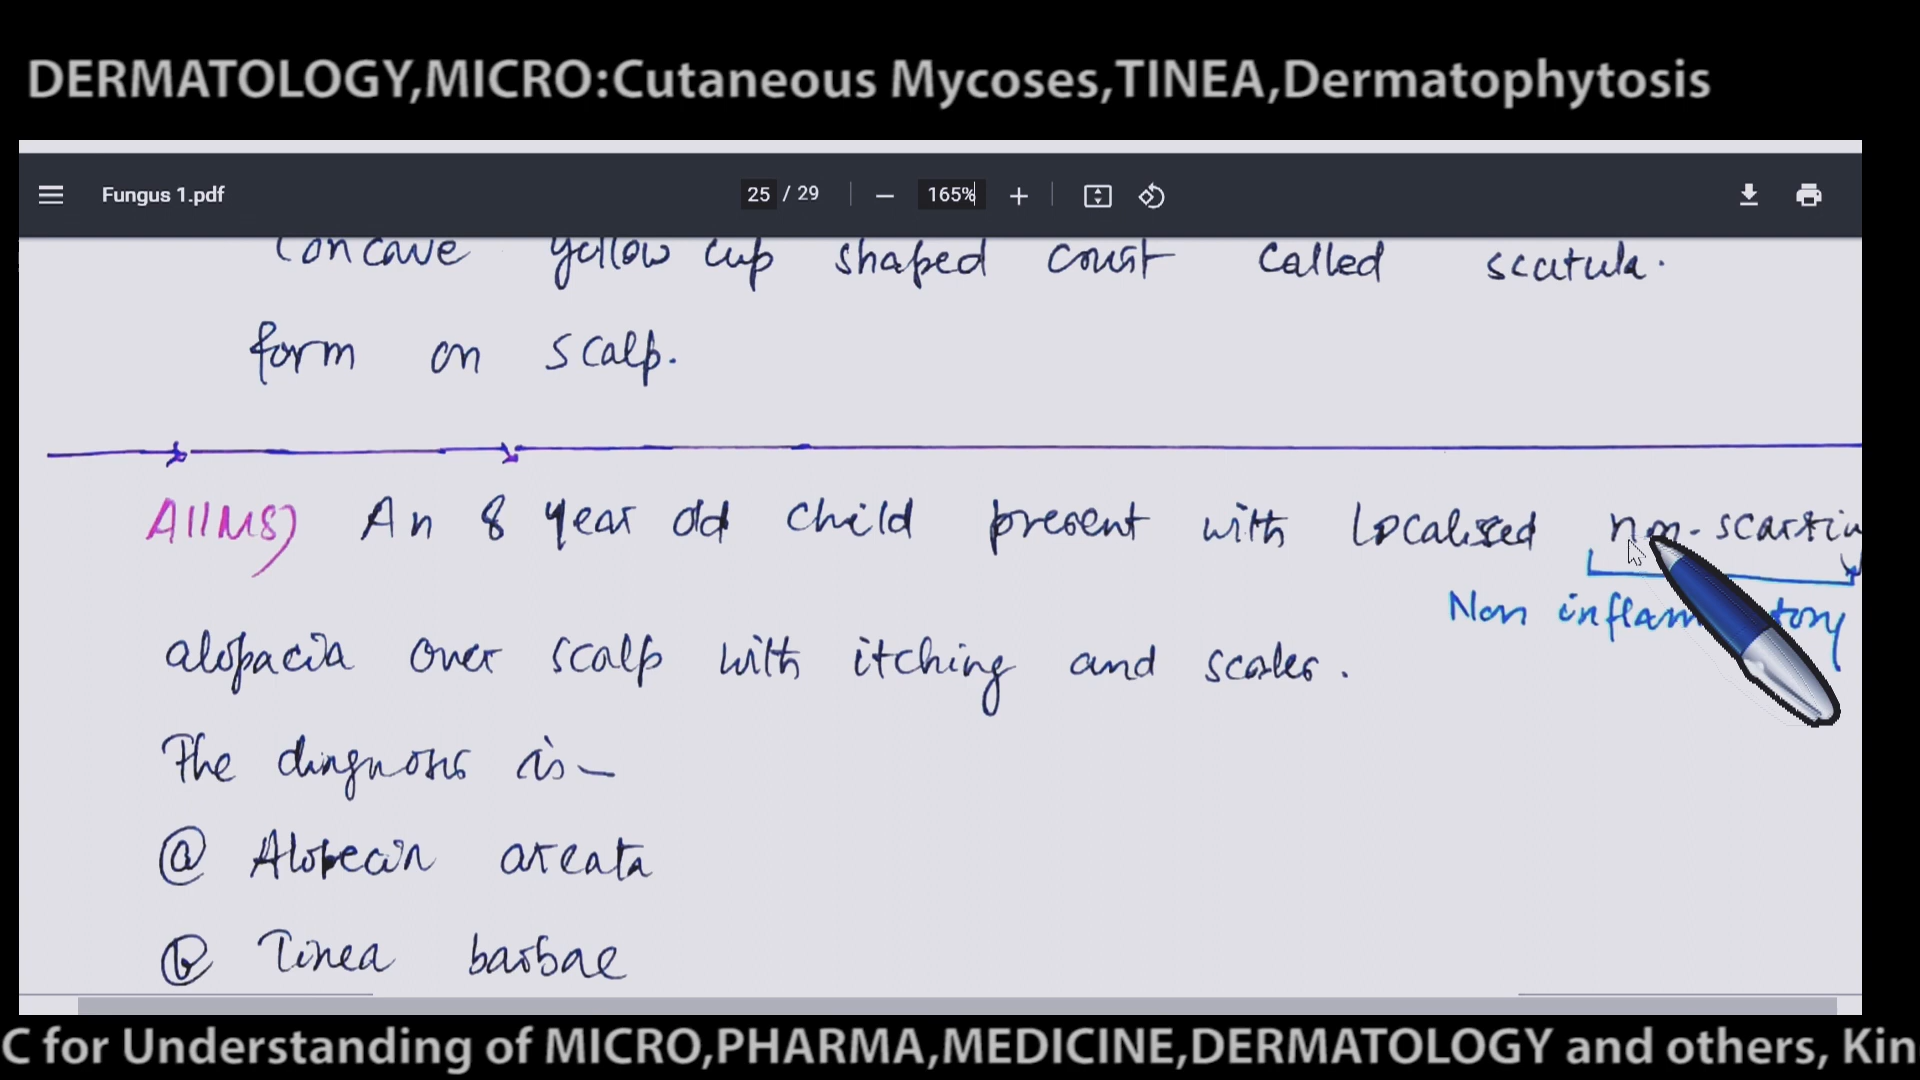 DERMATOLOGY,MICRO:Cutaneous Mycoses,TINEA,Dermatophytosis
Fungus 1.pdf 25 / 29 165%
Concave yellow cup shaped crust called scutula.
form on scalp.
AIIMS) An 8 year old child present with Localised non-scarrin
Non inflammatory
alopacia over scalp with itching and scales.
The diagnosis is—
(a) Alopecia areata
(b) Tinea barbae
C for Understanding of MICRO,PHARMA,MEDICINE,DERMATOLOGY and others, Kin